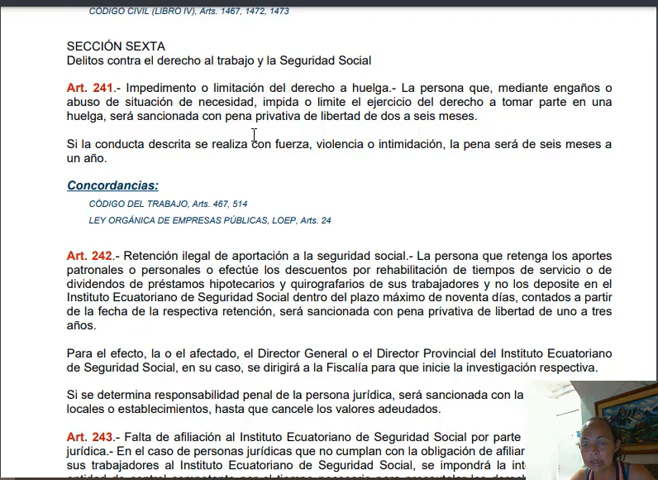 CÓDIGO CIVIL (LIBRO IV), Arts. 1467, 1472, 1473
SECCIÓN SEXTA
Delitos contra el derecho al trabajo y la Seguridad Social
Art. 241.- Impedimento o limitación del derecho a huelga.- La persona que, mediante engaños o
abuso de situación de necesidad, impida o limite el ejercicio del derecho a tomar parte en una
huelga, será sancionada con pena privativa de libertad de dos a seis meses.
Si la conducta descrita se realiza con fuerza, violencia o intimidación, la pena será de seis meses a
un año.
Concordancias:
CÓDIGO DEL TRABAJO, Arts. 467, 514
LEY ORGÁNICA DE EMPRESAS PÚBLICAS, LOEP, Arts. 24
Art. 242.- Retención ilegal de aportación a la seguridad social.- La persona que retenga los aportes
patronales o personales o efectúe los descuentos por rehabilitación de tiempos de servicio o de
dividendos de préstamos hipotecarios y quirografarios de sus trabajadores y no los deposite en el
Instituto Ecuatoriano de Seguridad Social dentro del plazo máximo de noventa días, contados a partir
de la fecha de la respectiva retención, será sancionada con pena privativa de libertad de uno a tres
años.
Para el efecto, la o el afectado, el Director General o el Director Provincial del Instituto Ecuatoriano
de Seguridad Social, en su caso, se dirigirá a la Fiscalía para que inicie la investigación respectiva.
Si se determina responsabilidad penal de la persona jurídica, será sancionada con la
locales o establecimientos, hasta que cancele los valores adeudados.
Art. 243.- Falta de afiliación al Instituto Ecuatoriano de Seguridad Social por parte
jurídica.- En el caso de personas jurídicas que no cumplan con la obligación de afiliar
sus trabajadores al Instituto Ecuatoriano de Seguridad Social, se impondrá la